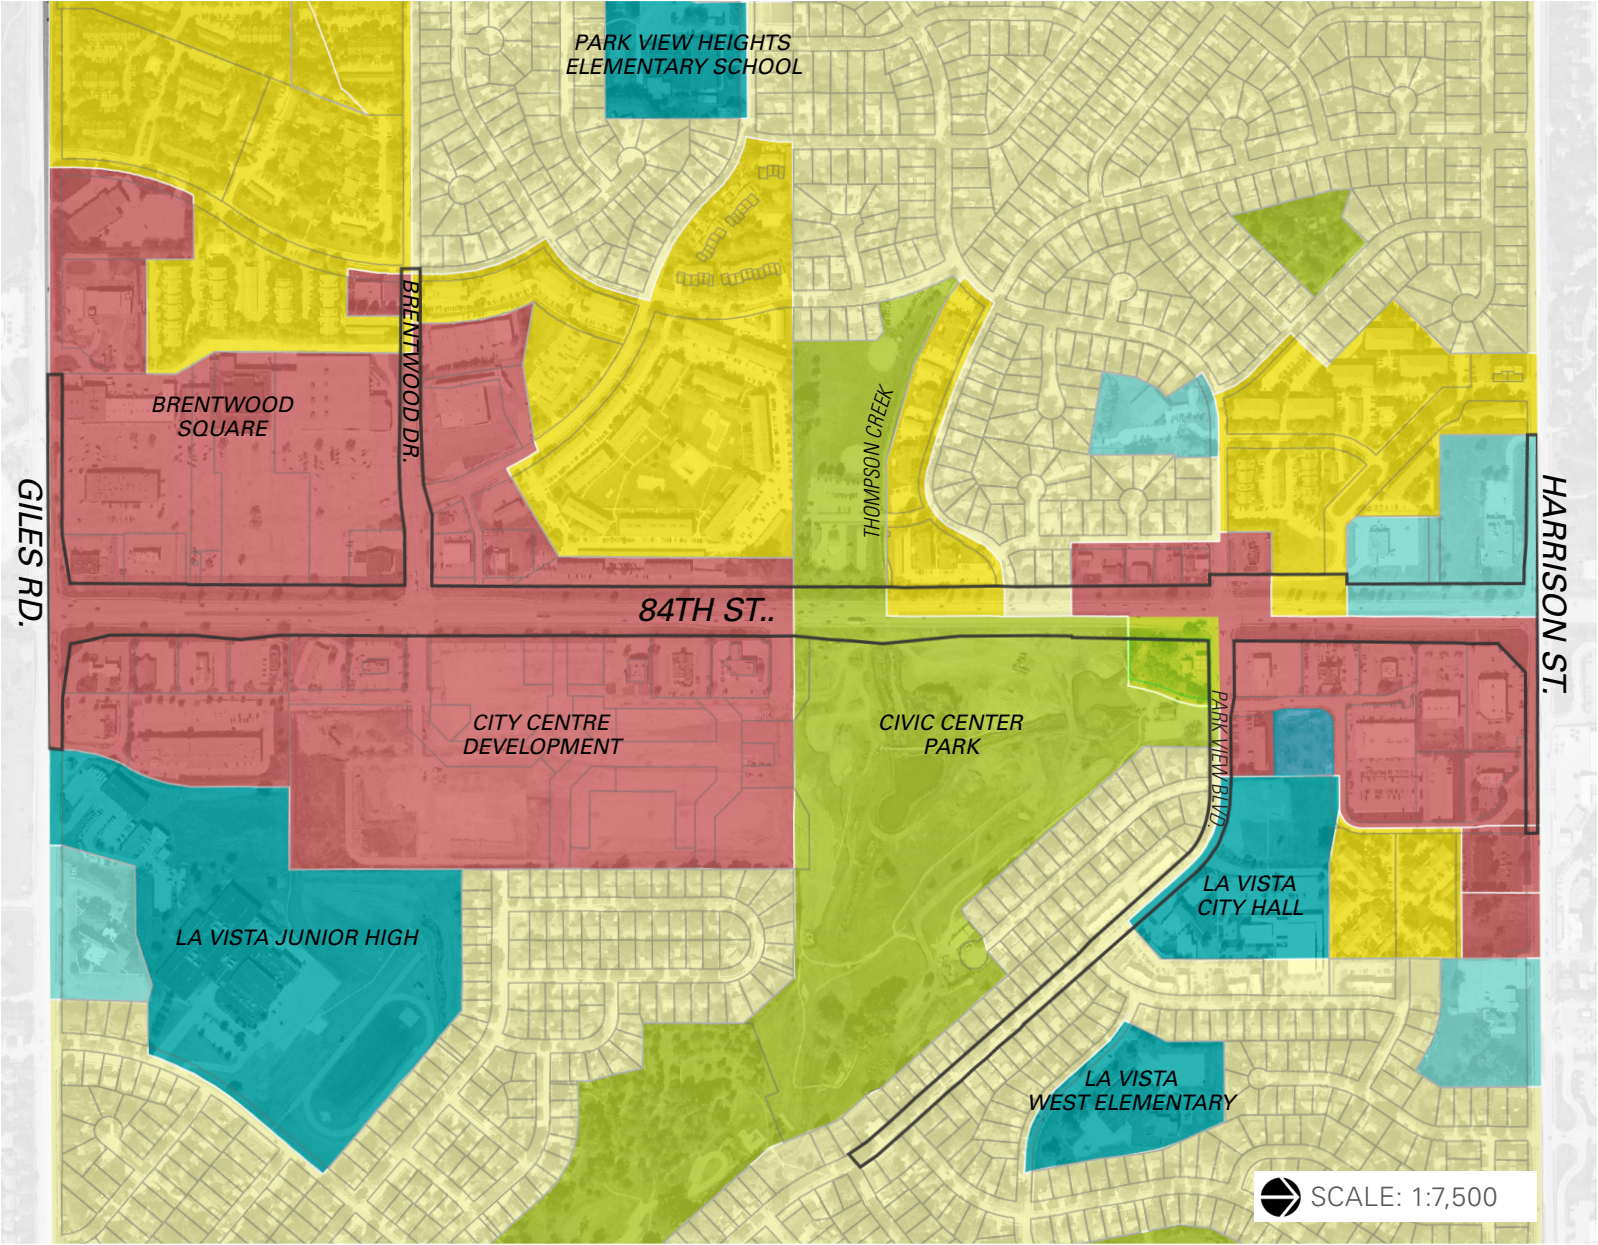 PARK VIEW HEIGHTS
ELEMENTARY SCHOOL
BRENTWOOD DR.
BRENTWOOD
SQUARE
THOMPSON CREEK
GILES RD.
HARRISON ST.
84TH ST..
CITY CENTRE
DEVELOPMENT
CIVIC CENTER
PARK
PARK VIEW BLVD.
LA VISTA
CITY HALL
LA VISTA JUNIOR HIGH
LA VISTA
WEST ELEMENTARY
SCALE: 1:7,500